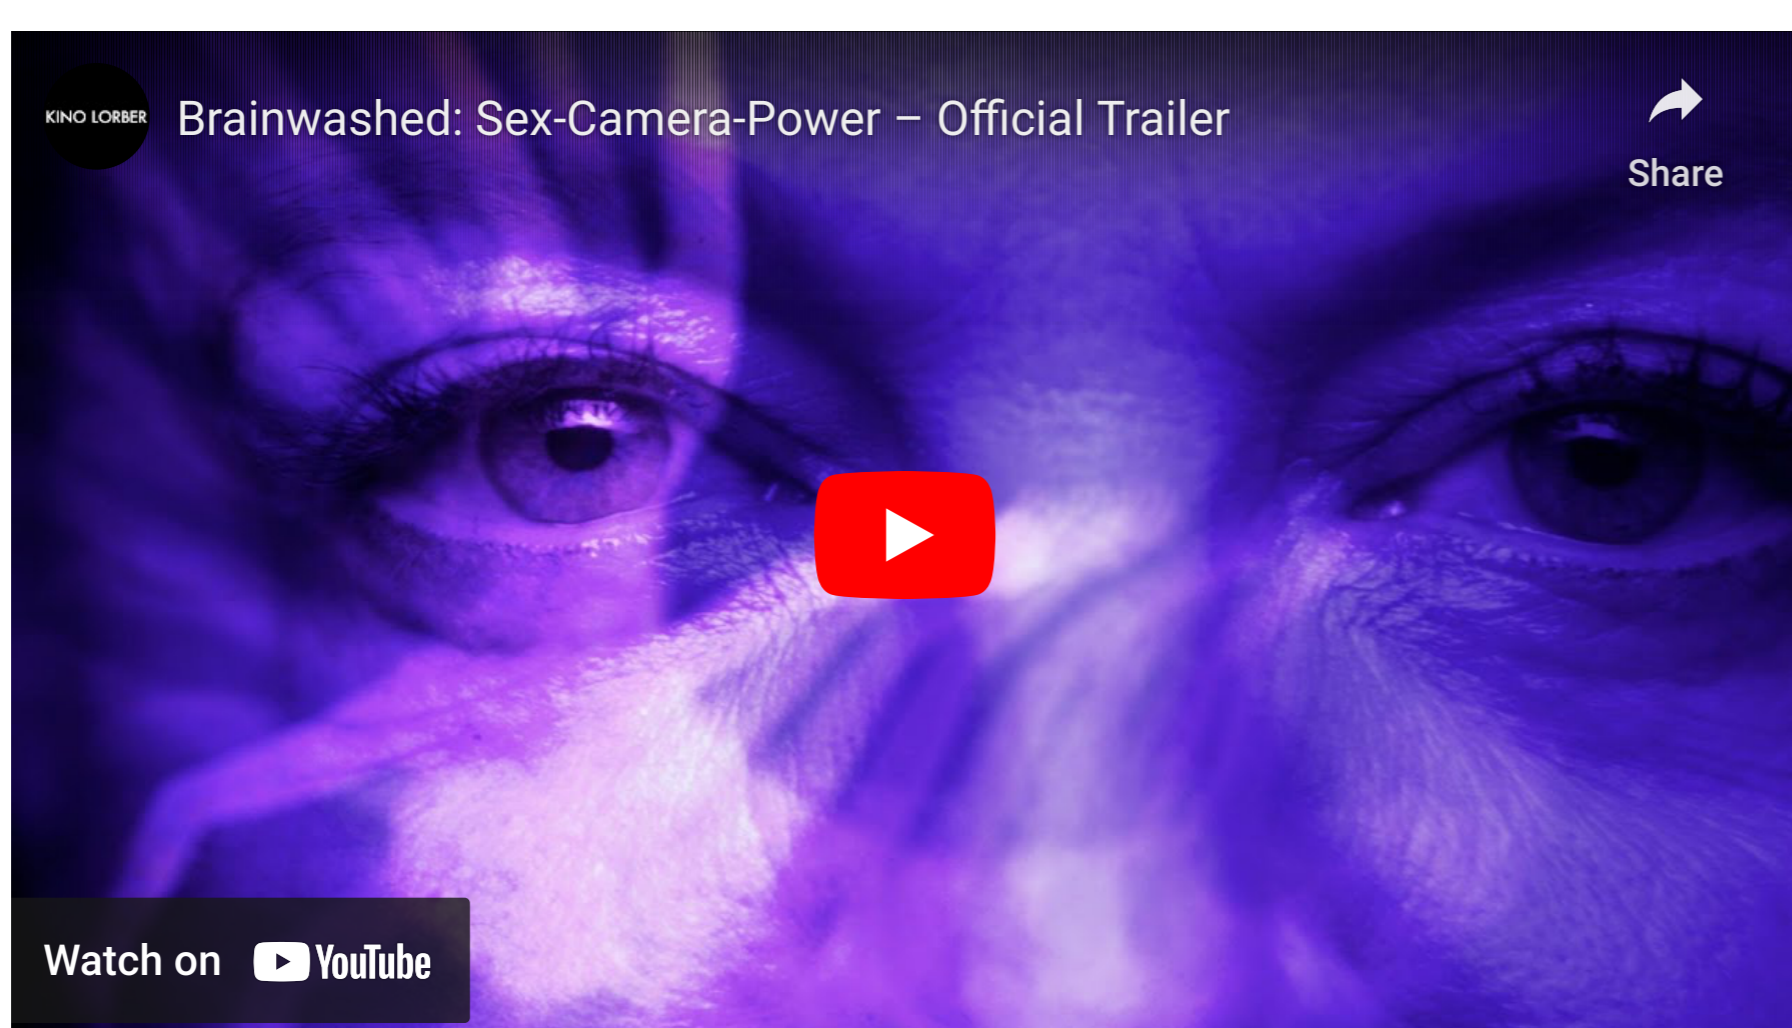 KINO LORBER
Brainwashed: Sex-Camera-Power – Official Trailer
Share
Watch on YouTube